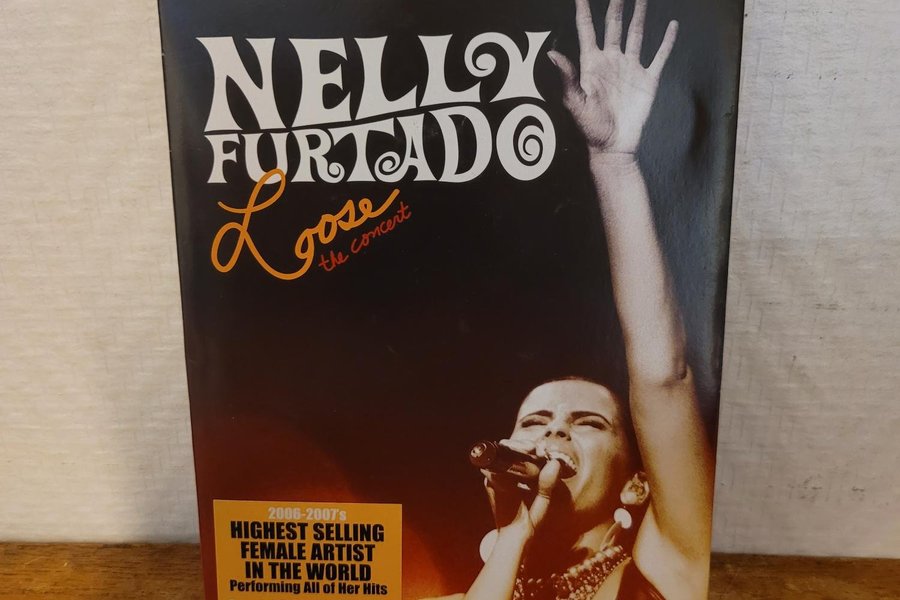 NELLY
FURTADO
Loose
the concert
2006-2007's
HIGHEST SELLING
FEMALE ARTIST
IN THE WORLD
Performing All of Her Hits